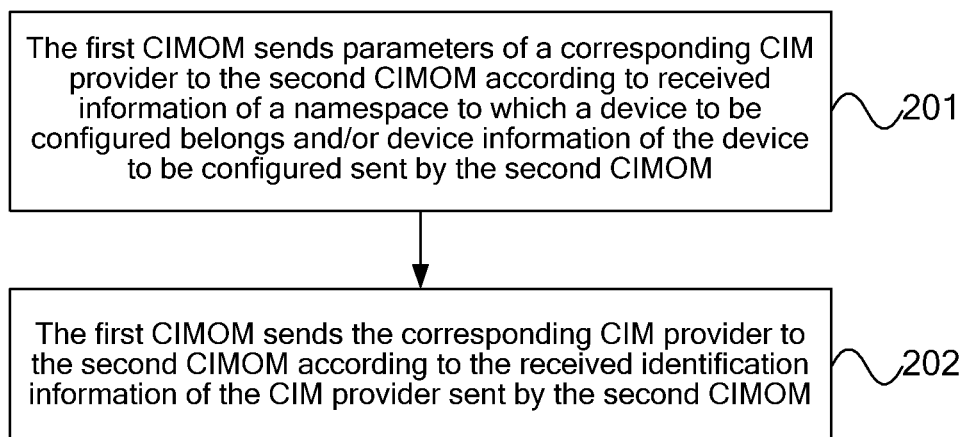 The first CIMOM sends parameters of a corresponding CIM
provider to the second CIMOM according to received
information of a namespace to which a device to be
configured belongs and/or device information of the device
to be configured sent by the second CIMOM
201
The first CIMOM sends the corresponding CIM provider to
the second CIMOM according to the received identification
information of the CIM provider sent by the second CIMOM
202